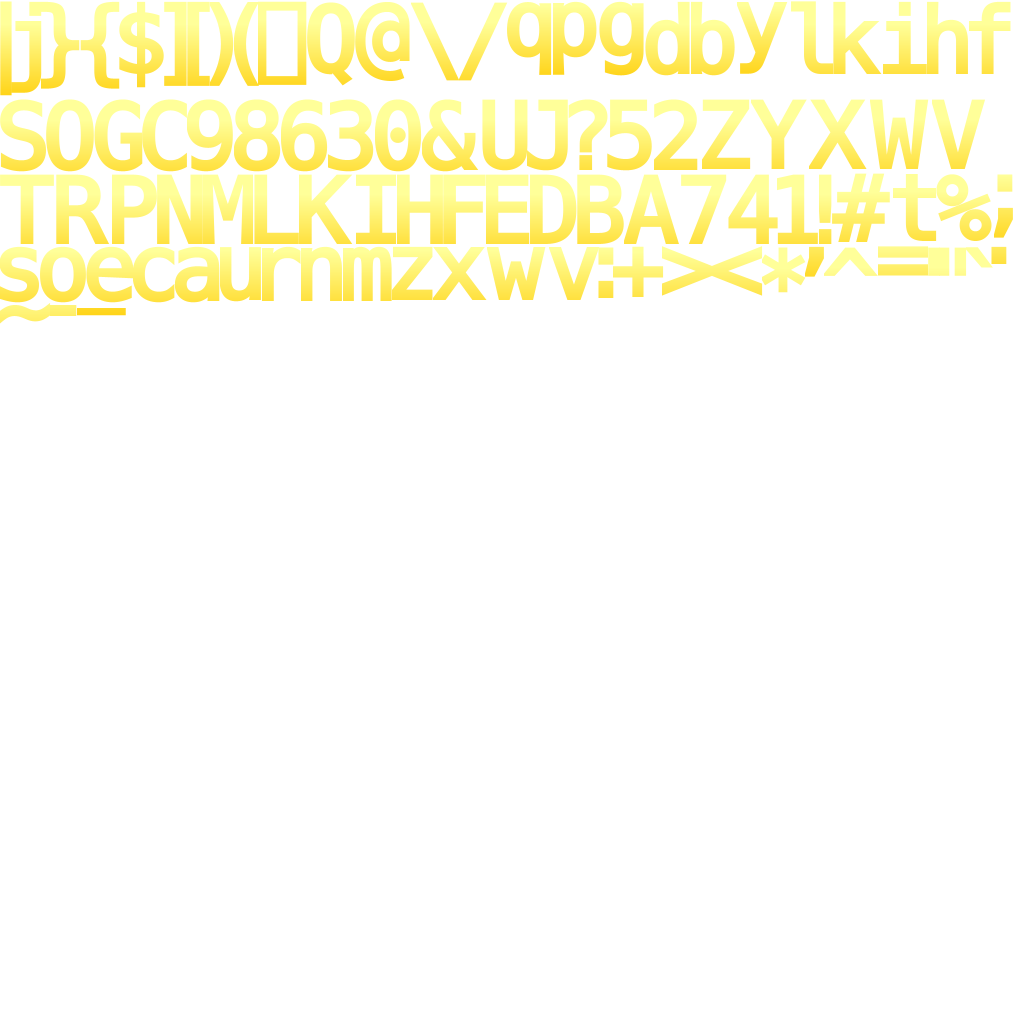 |j}{$][)(▯Q@\/qpgdbylkihf
SOGC98630&UJ?52ZYXWV
TRPNMLKIHFEDBA741!#t%;
soecaurnmzxwv:+><*'^="`.
~-_